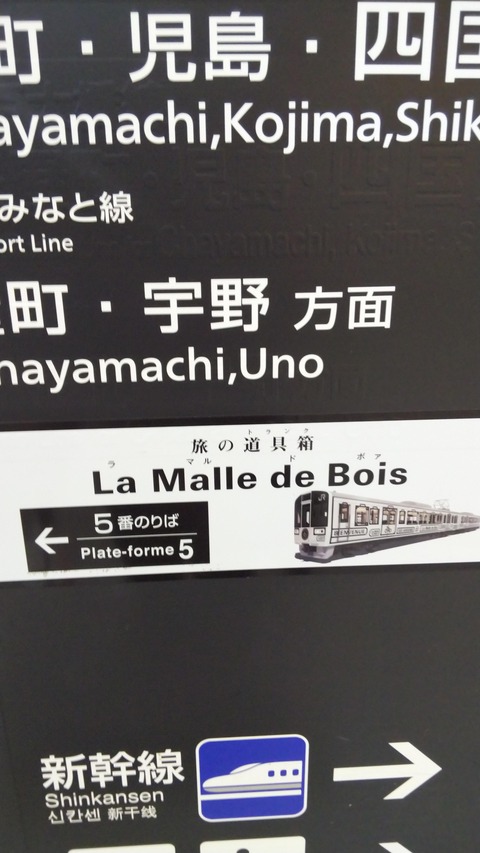 町・児島・四国
ayamachi,Kojima,Shik
みなと線
ort Line
町・宇野 方面
hayamachi,Uno
トランク
旅の道具箱
ラ マル ド ボア
La Malle de Bois
5番のりば
Plate-forme 5
JR
BIENVENUE
新幹線
Shinkansen
신칸센 新干线